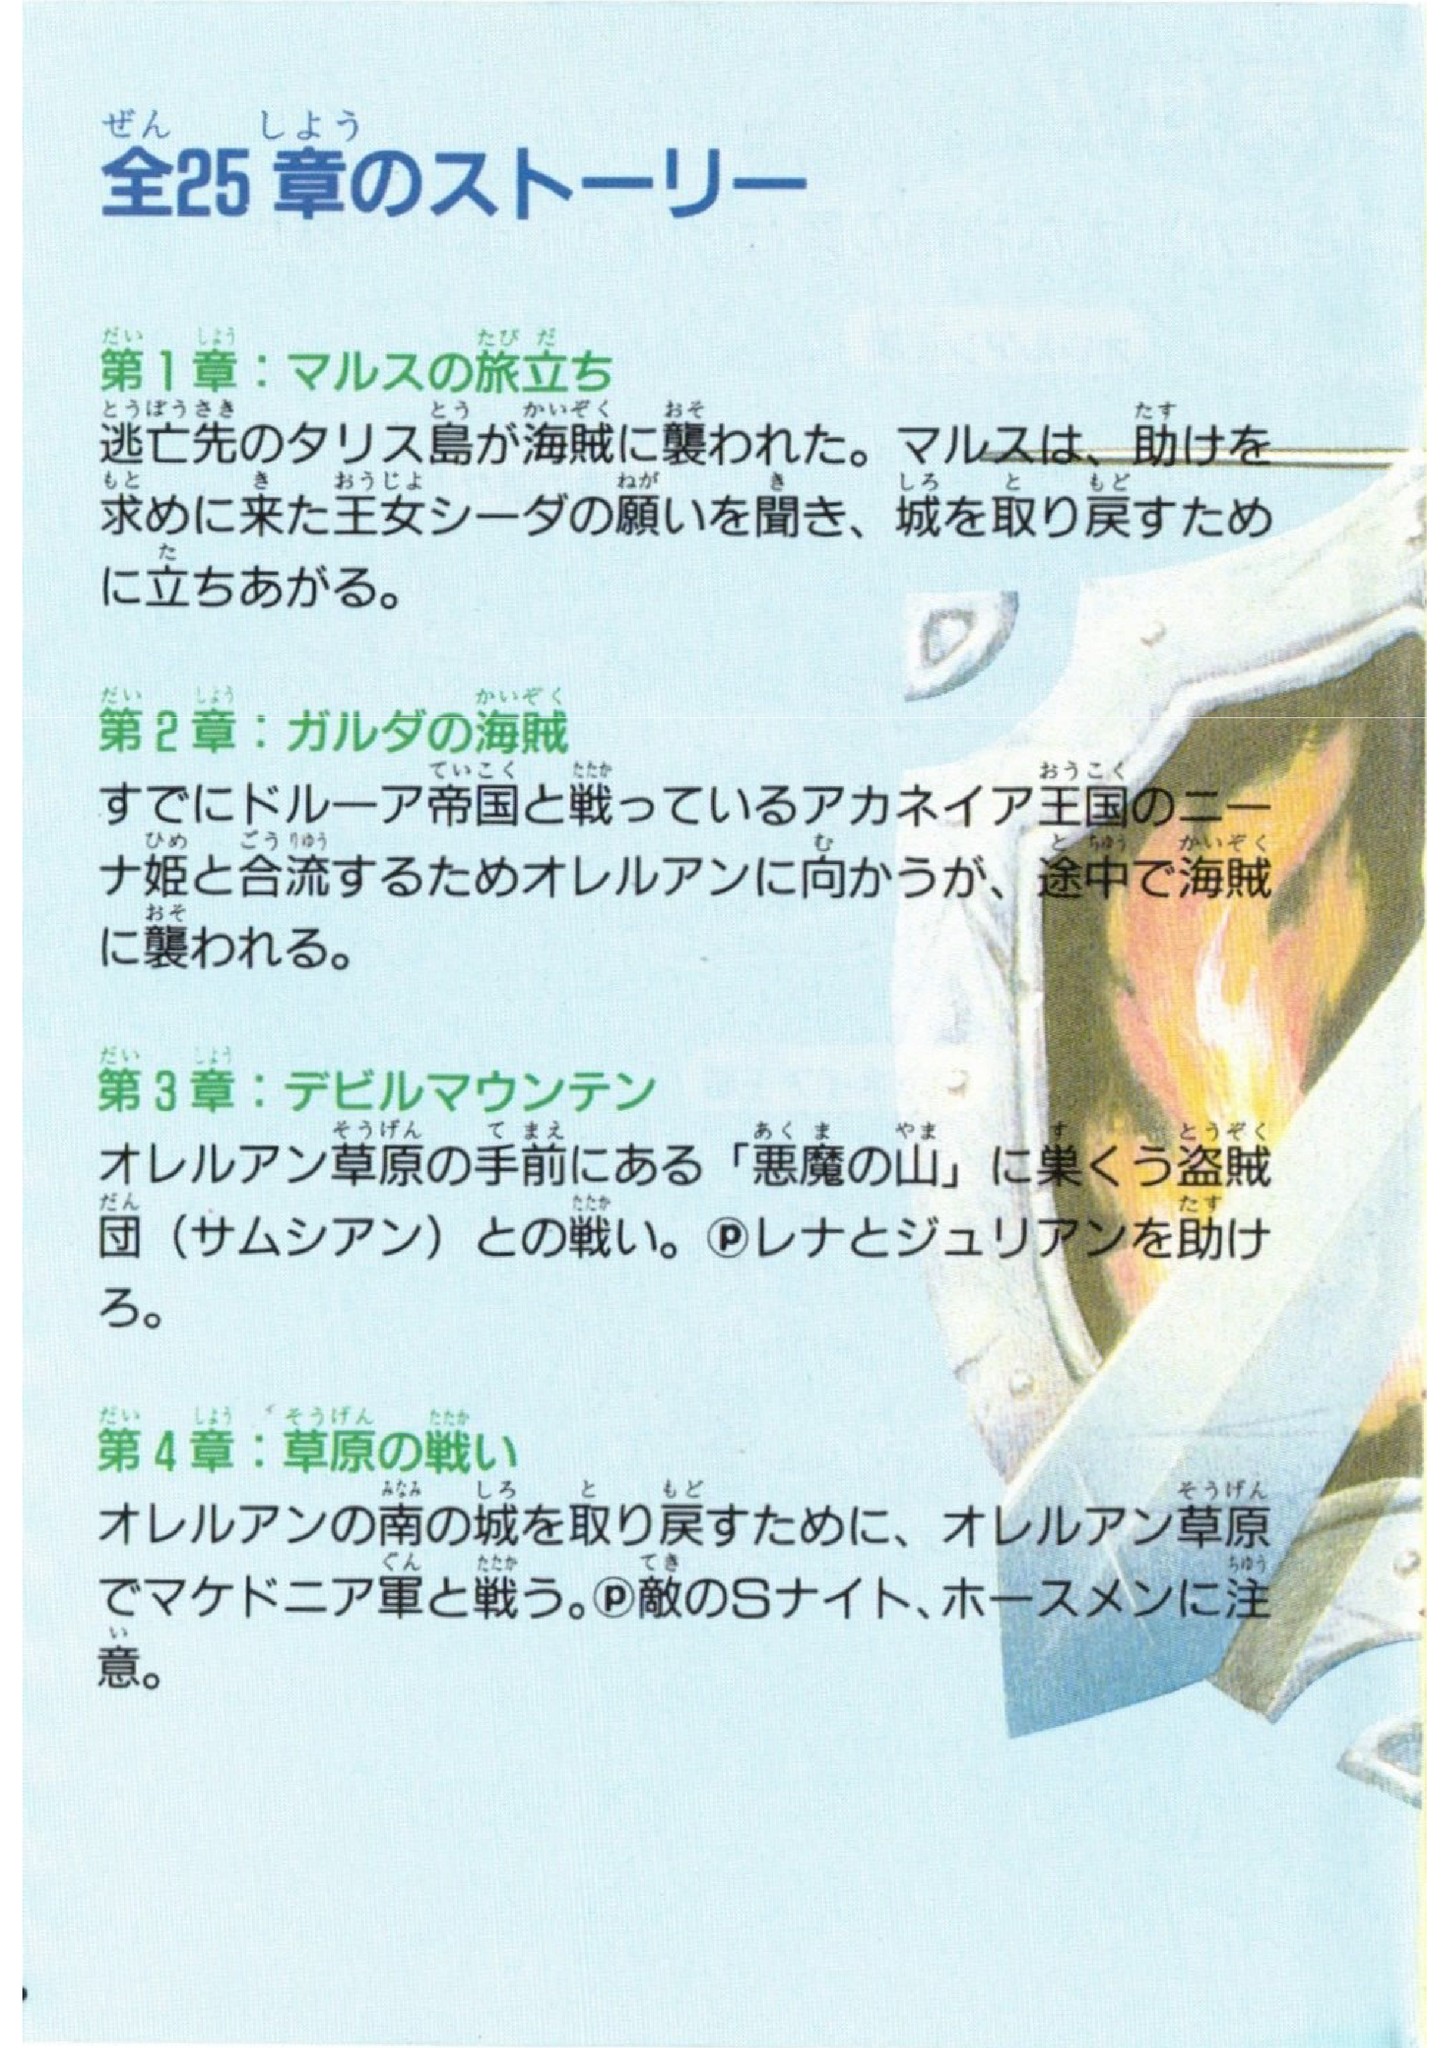 全25章のストーリー
第1章：マルスの旅立ち
逃亡先のタリス島が海賊に襲われた。マルスは、助けを
求めに来た王女シーダの願いを聞き、城を取り戻すため
に立ちあがる。
第2章：ガルダの海賊
すでにドルーア帝国と戦っているアカネイア王国のニー
ナ姫と合流するためオレルアンに向かうが、途中で海賊
に襲われる。
第3章：デビルマウンテン
オレルアン草原の手前にある「悪魔の山」に巣くう盗賊
団（サムシアン）との戦い。ⓟレナとジュリアンを助け
ろ。
第4章：草原の戦い
オレルアンの南の城を取り戻すために、オレルアン草原
でマケドニア軍と戦う。ⓟ敵のSナイト、ホースメンに注
意。